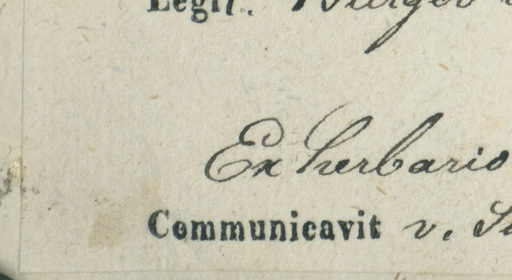 Legit.
Ex herbario
Communicavit v.